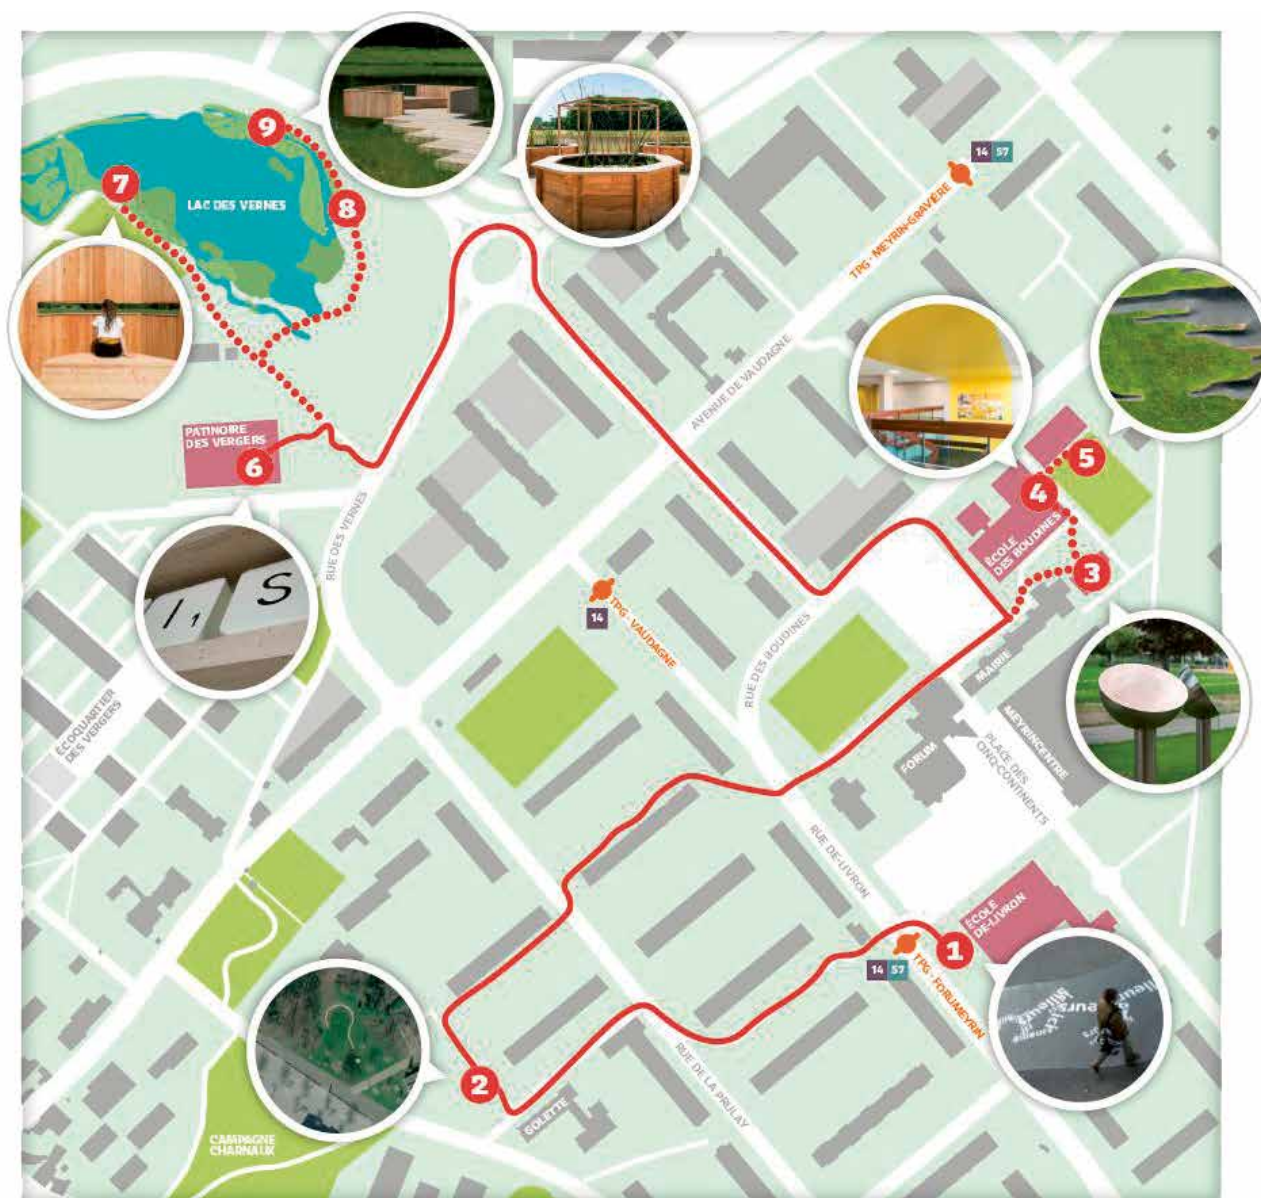 9
7
LAC DES VERNES
8
14 57
TPG - MEYRIN-GRAVIÈRE
AVENUE DE VAUDAGNE
PATINOIRE
DES VERGERS
6
5
4
ÉCOLE
DES BOUDINES
3
RUE DES VERNES
I1 S
14
TPG - VAUDAGNE
RUE DES BOUDINES
MAIRIE
MEYRINCENTRE
FORUM
PLACE DES
CINQ-CONTINENTS
ÉCOQUARTIER
DES VERGERS
RUE DE-LIVRON
ÉCOLE
DE-LIVRON
1
14 57
TPG - FORUMEYRIN
2
GOLETTE
RUE DE LA PRULAY
CAMPAGNE
CHARNAUX